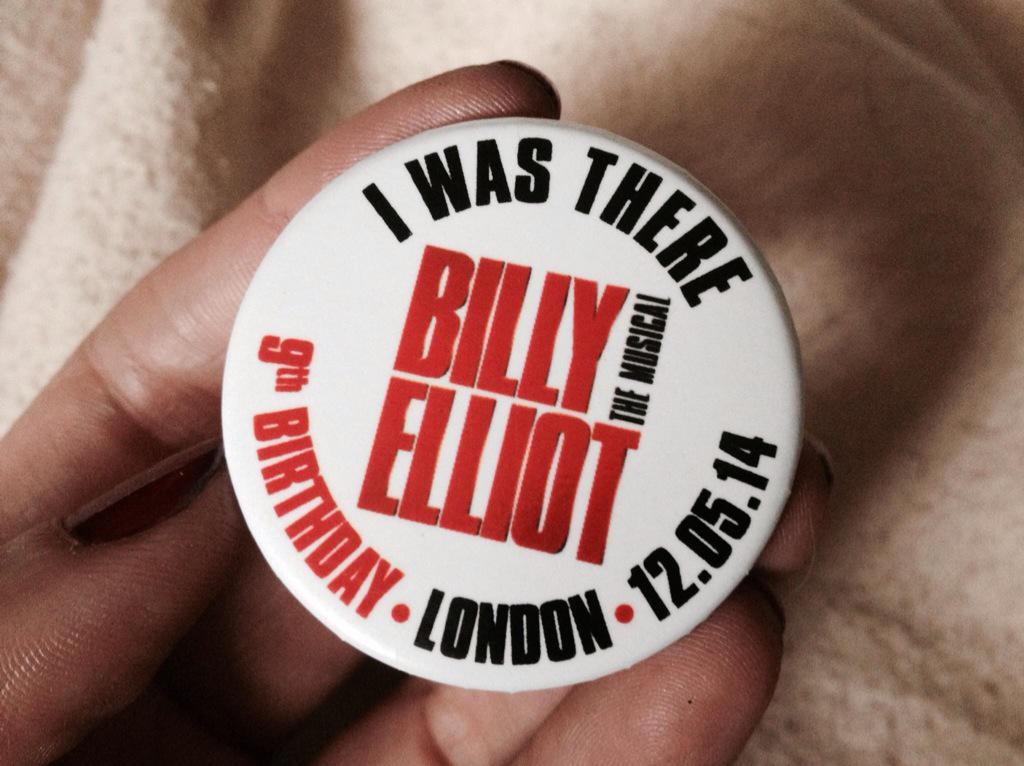 I WAS THERE
BILLY
ELLIOT
THE MUSICAL
9th BIRTHDAY • LONDON • 12.05.14